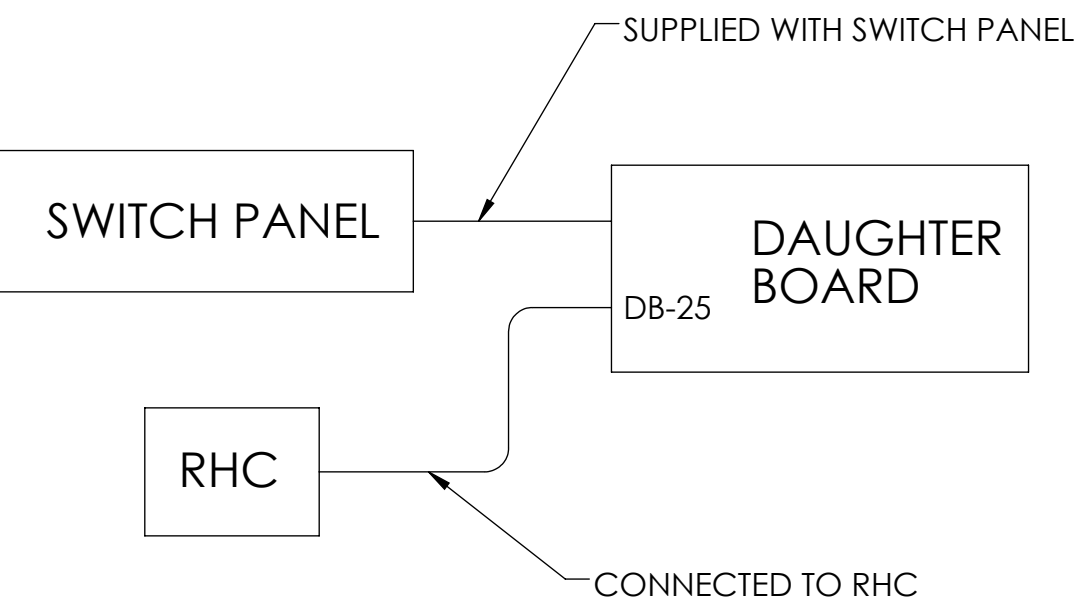 SUPPLIED WITH SWITCH PANEL
SWITCH PANEL
DAUGHTER
BOARD
DB-25
RHC
CONNECTED TO RHC